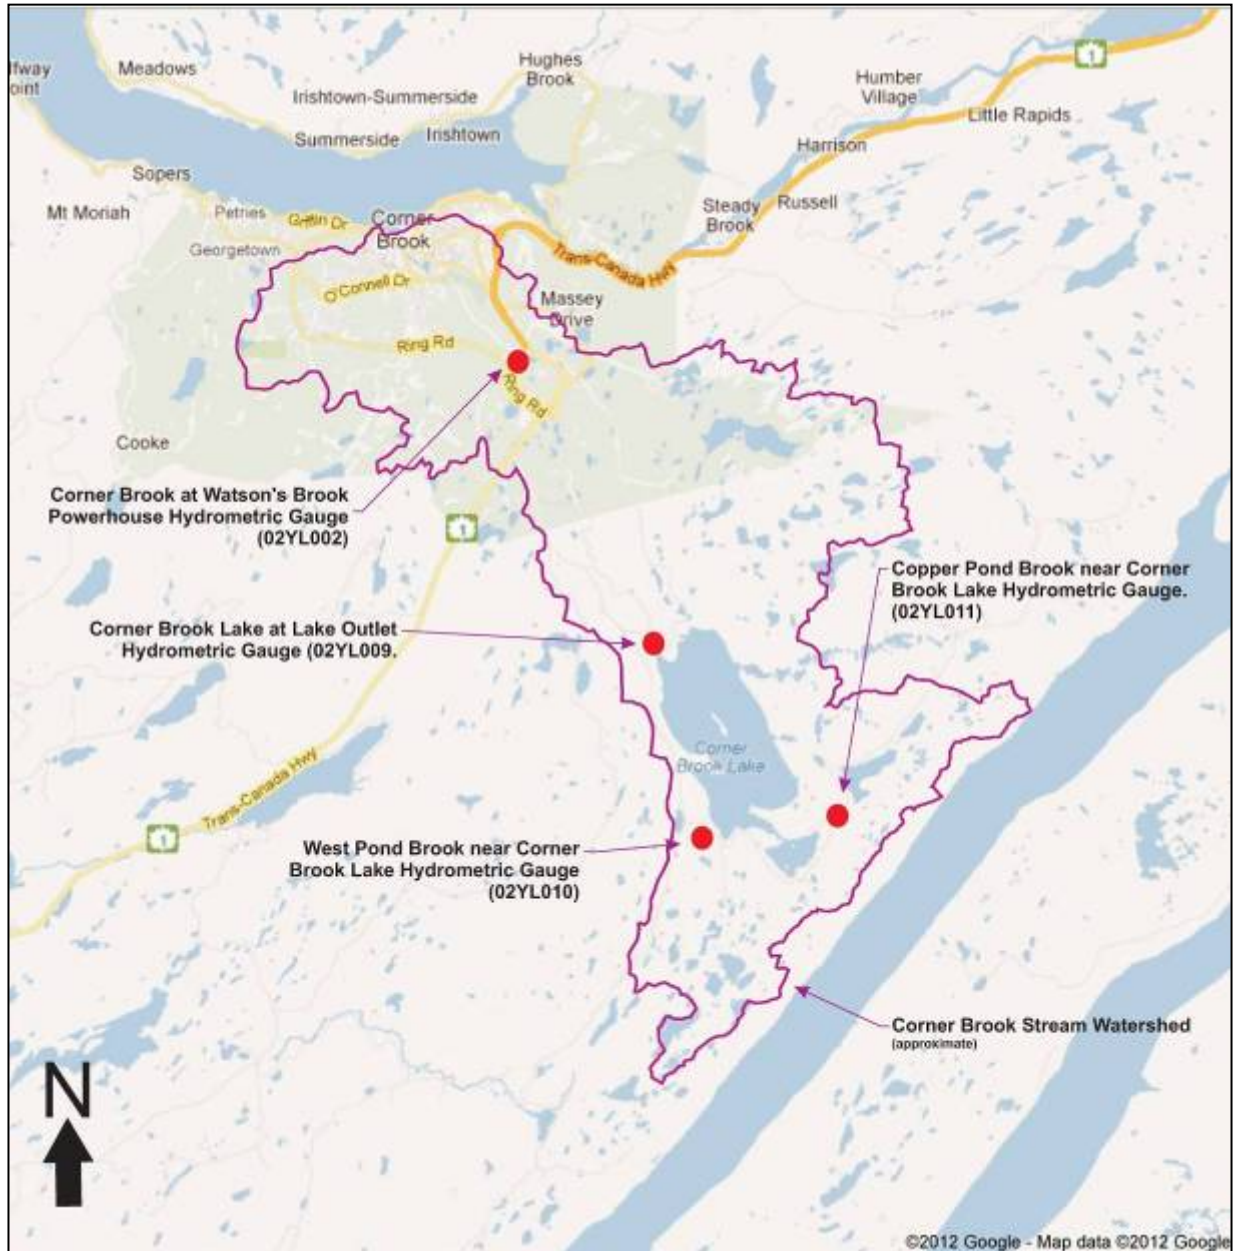 Hughes
Brook
Meadows
lfway
oint
Humber
Village
1
Irishtown-Summerside
Little Rapids
Summerside
Irishtown
Harrison
Sopers
Steady
Brook
Russell
Mt Moriah
Petries
Griffin Dr
Corner
Brook
Georgetown
Trans-Canada Hwy
O'Connell Dr
Massey
Drive
Ring Rd
Ring Rd
Cooke
Corner Brook at Watson's Brook
Powerhouse Hydrometric Gauge
(02YL002)
1
Copper Pond Brook near Corner
Brook Lake Hydrometric Gauge.
(02YL011)
Corner Brook Lake at Lake Outlet
Hydrometric Gauge (02YL009.
Corner
Brook Lake
Trans-Canada Hwy
1
West Pond Brook near Corner
Brook Lake Hydrometric Gauge
(02YL010)
Corner Brook Stream Watershed
(approximate)
N
©2012 Google - Map data ©2012 Google